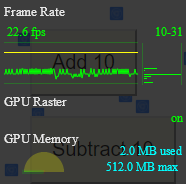 Frame Rate
22.6 fps 10-31
Add 10
GPU Raster
on
GPU Memory
Subtract 10
2.0 MB used
512.0 MB max